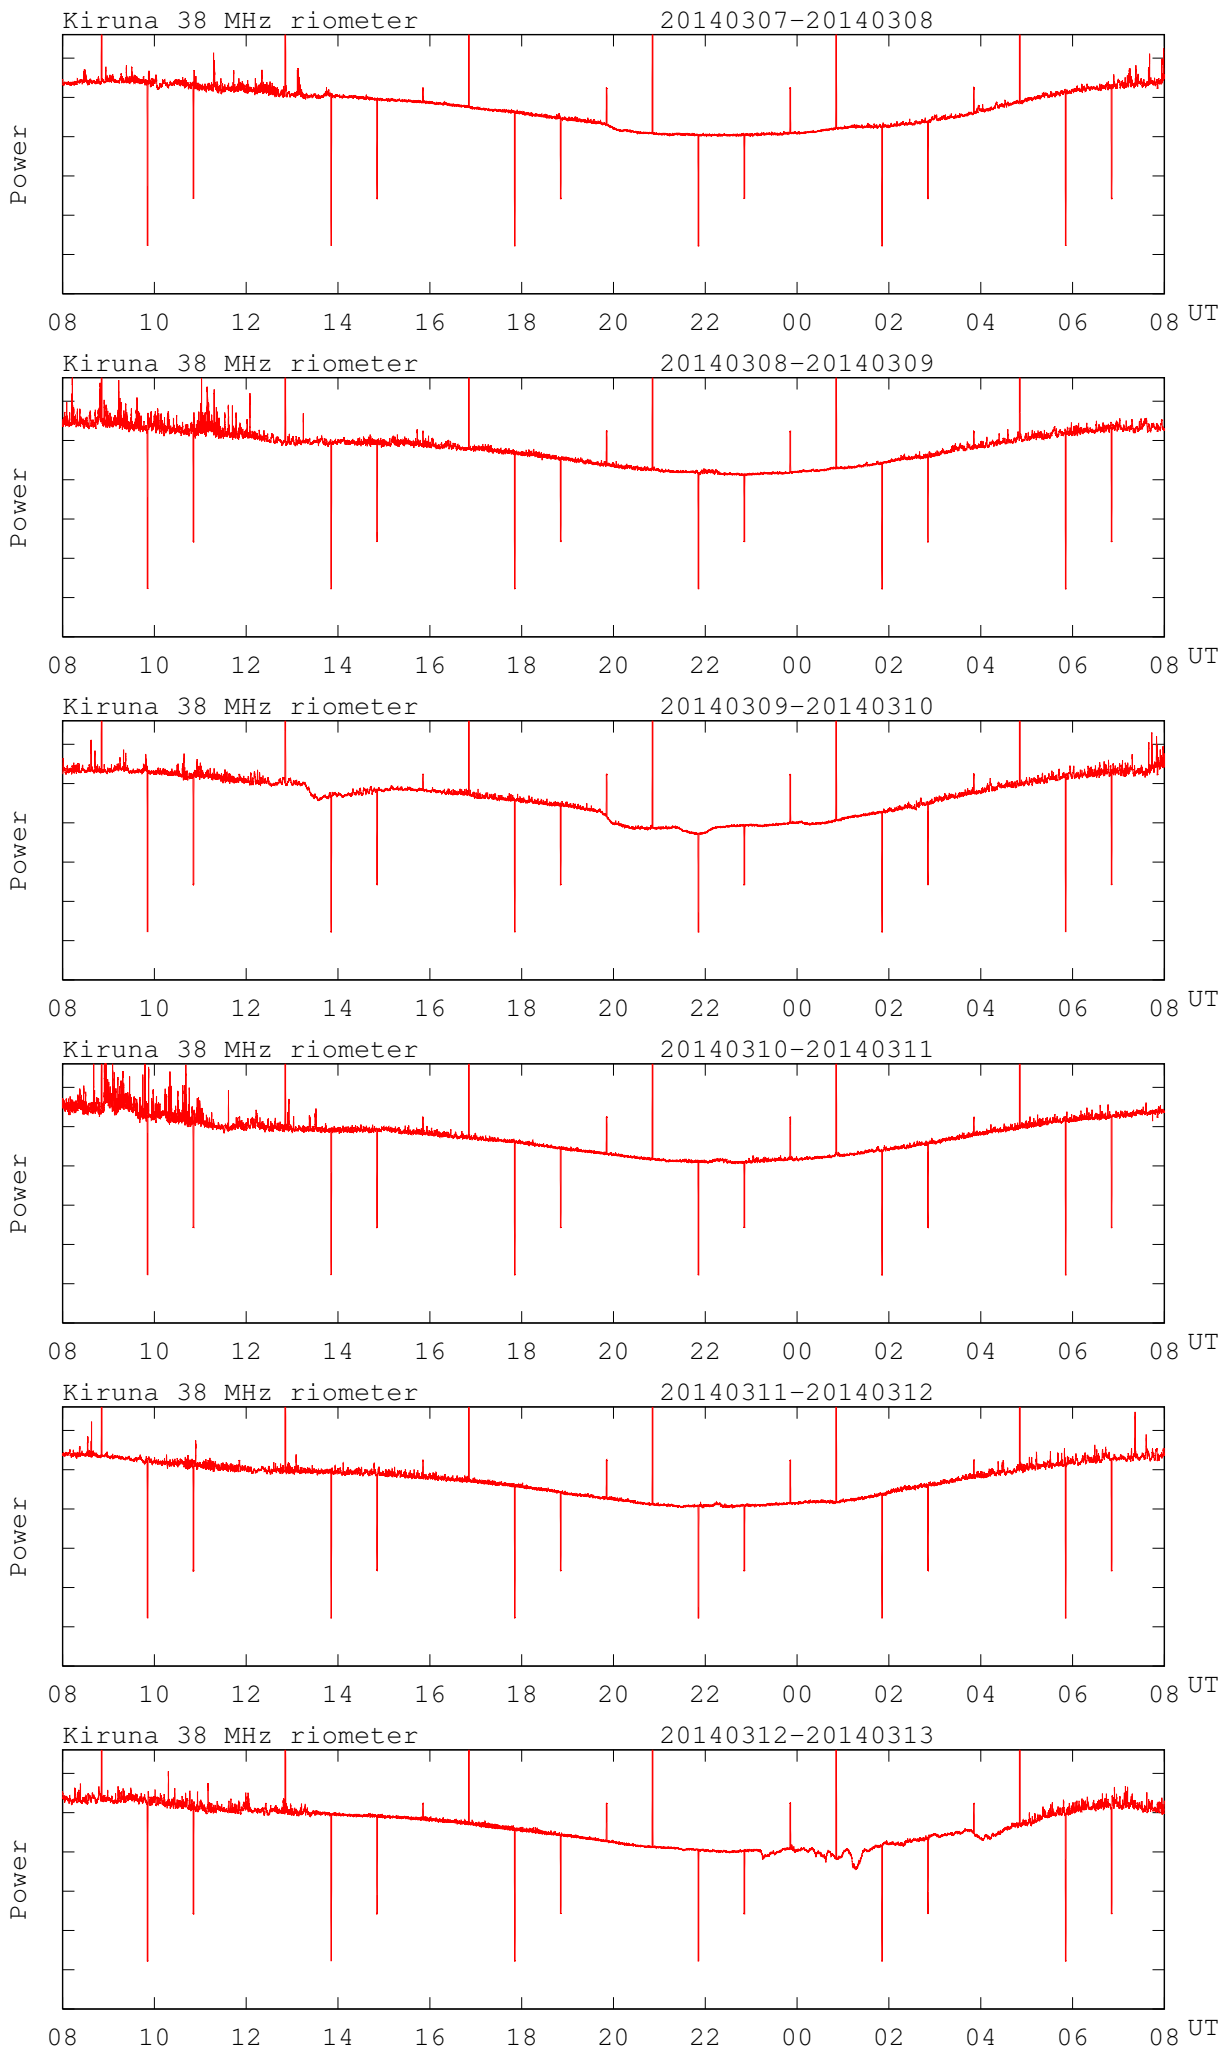 Kiruna 38 MHz riometer 20140307-20140308
Power
08 10 12 14 16 18 20 22 00 02 04 06 08 UT
Kiruna 38 MHz riometer 20140308-20140309
Power
08 10 12 14 16 18 20 22 00 02 04 06 08 UT
Kiruna 38 MHz riometer 20140309-20140310
Power
08 10 12 14 16 18 20 22 00 02 04 06 08 UT
Kiruna 38 MHz riometer 20140310-20140311
Power
08 10 12 14 16 18 20 22 00 02 04 06 08 UT
Kiruna 38 MHz riometer 20140311-20140312
Power
08 10 12 14 16 18 20 22 00 02 04 06 08 UT
Kiruna 38 MHz riometer 20140312-20140313
Power
08 10 12 14 16 18 20 22 00 02 04 06 08 UT